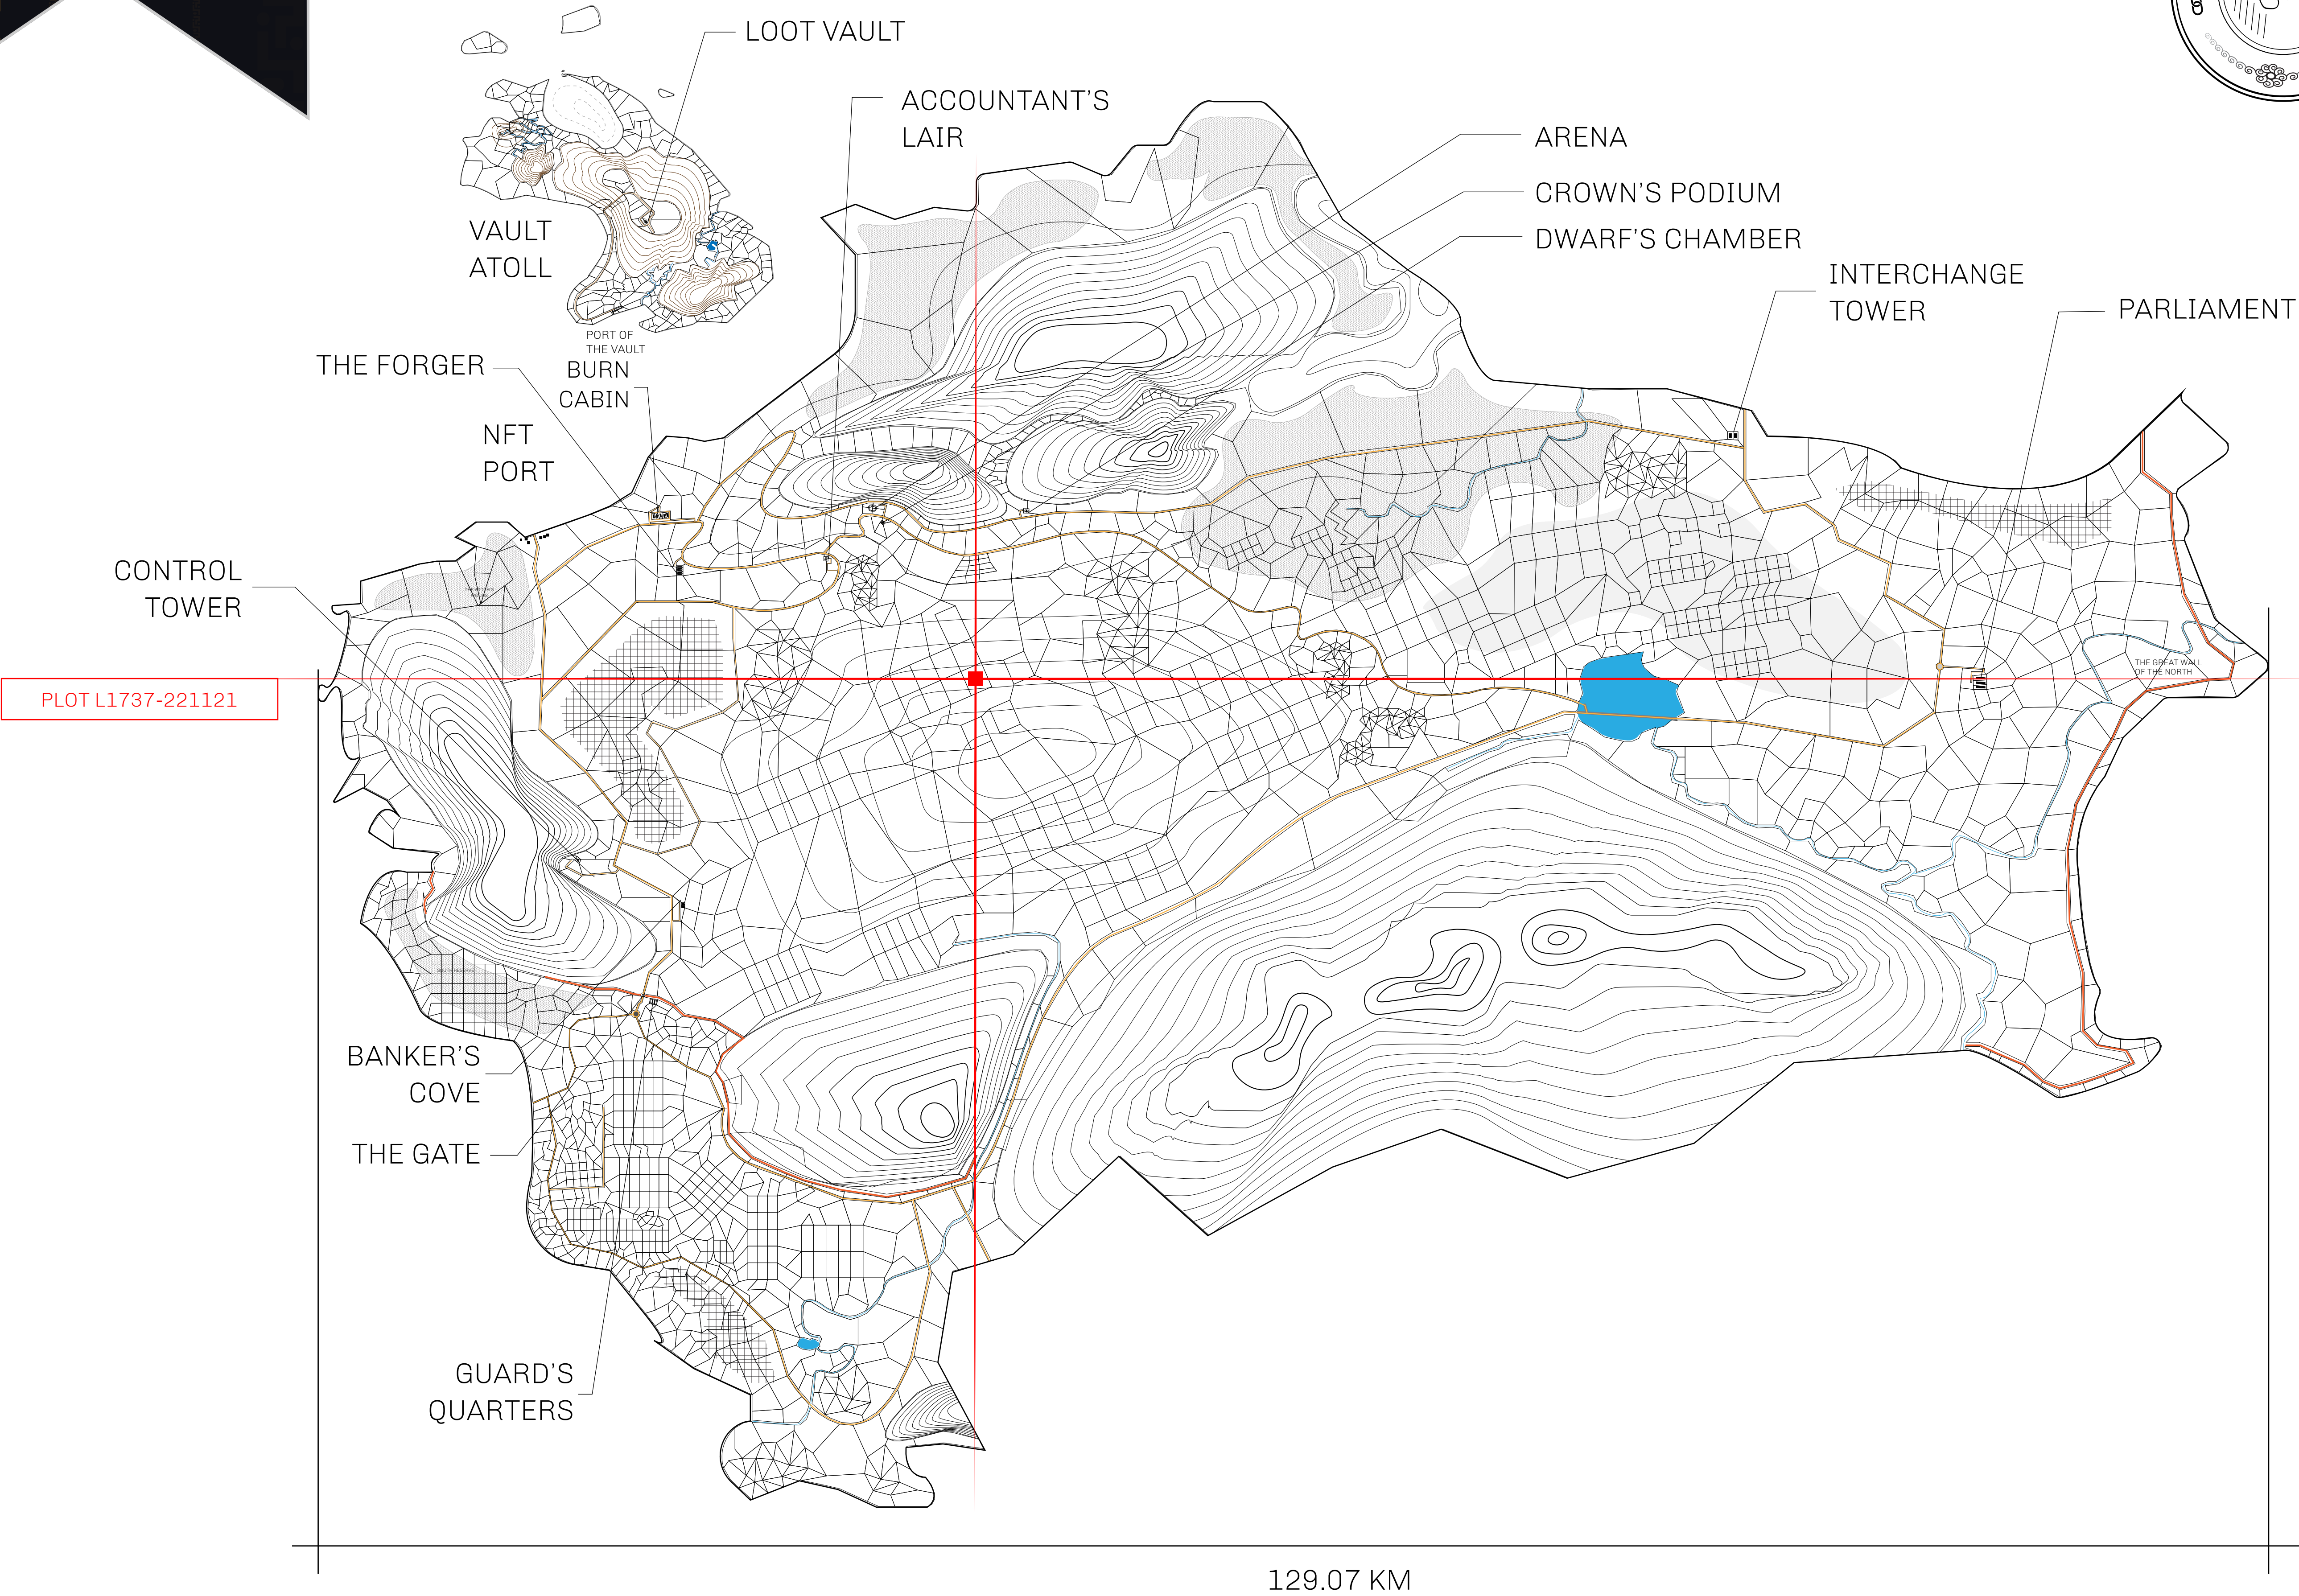 LOOT VAULT
ACCOUNTANT'S
LAIR
ARENA
CROWN'S PODIUM
DWARF'S CHAMBER
VAULT
ATOLL
INTERCHANGE
TOWER
PARLIAMENT
PORT OF
THE VAULT
THE FORGER
BURN
CABIN
NFT
PORT
CONTROL
TOWER
THE GREAT WALL
OF THE NORTH
PLOT L1737-221121
SOUTH RESERVE
BANKER'S
COVE
THE GATE
GUARD'S
QUARTERS
129.07 KM